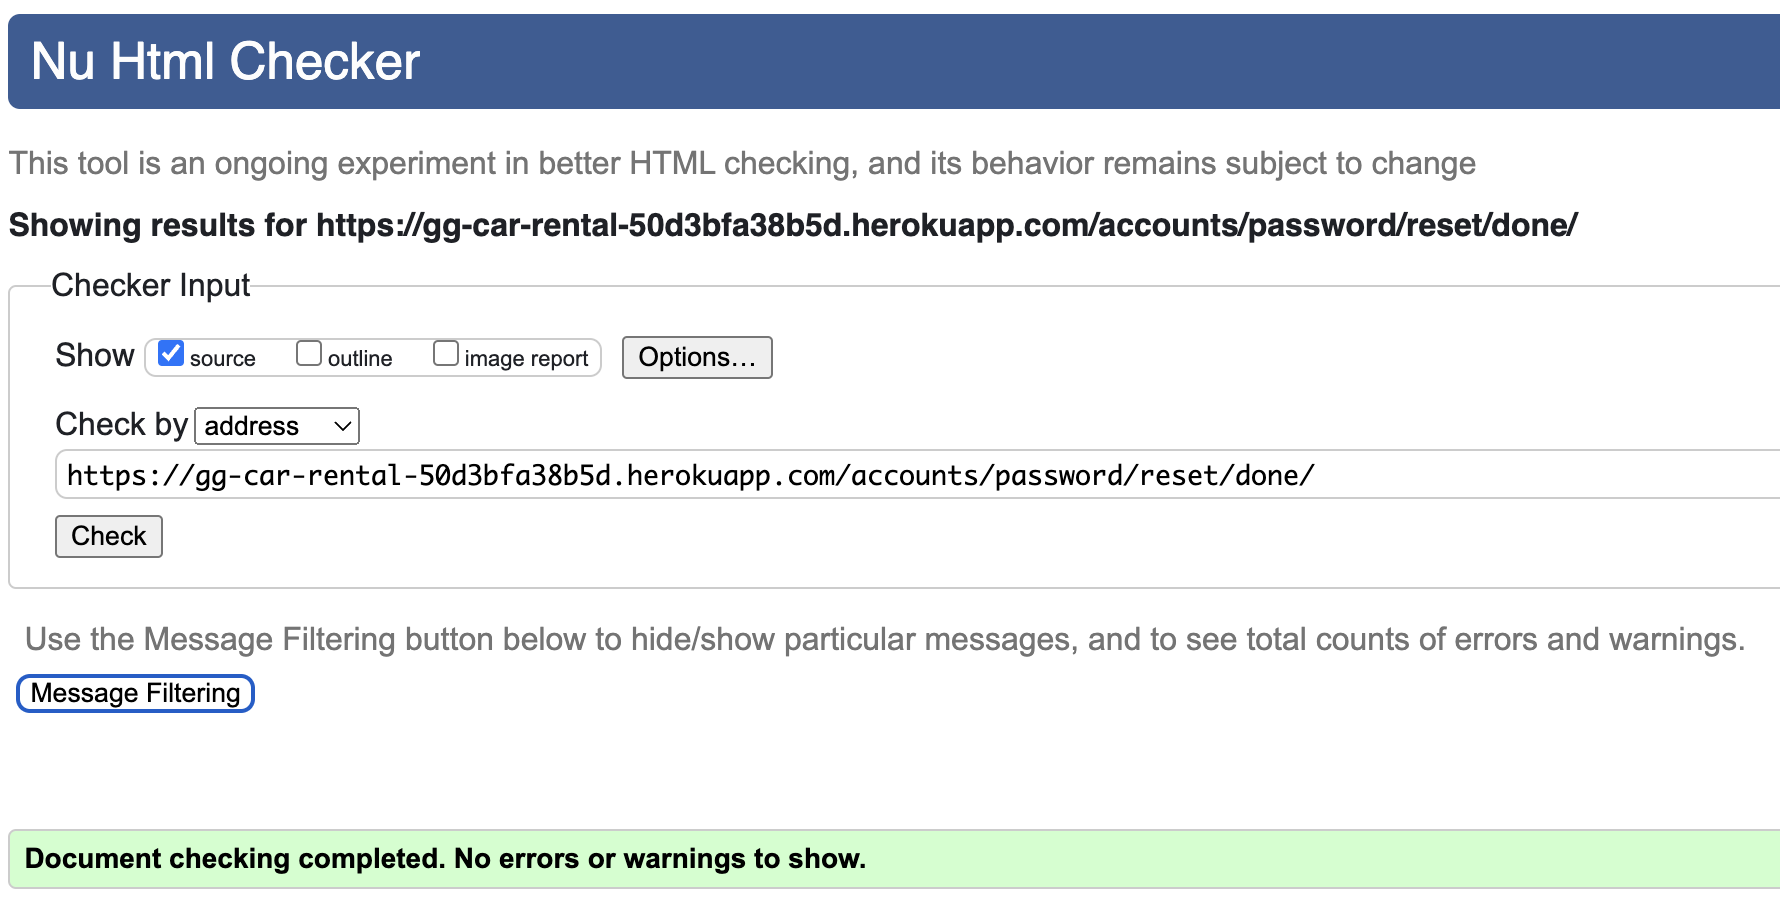 Nu Html Checker
This tool is an ongoing experiment in better HTML checking, and its behavior remains subject to change
Showing results for https://gg-car-rental-50d3bfa38b5d.herokuapp.com/accounts/password/reset/done/
Checker Input
Show source outline image report Options…
Check by address
https://gg-car-rental-50d3bfa38b5d.herokuapp.com/accounts/password/reset/done/
Check
Use the Message Filtering button below to hide/show particular messages, and to see total counts of errors and warnings.
Message Filtering
Document checking completed. No errors or warnings to show.